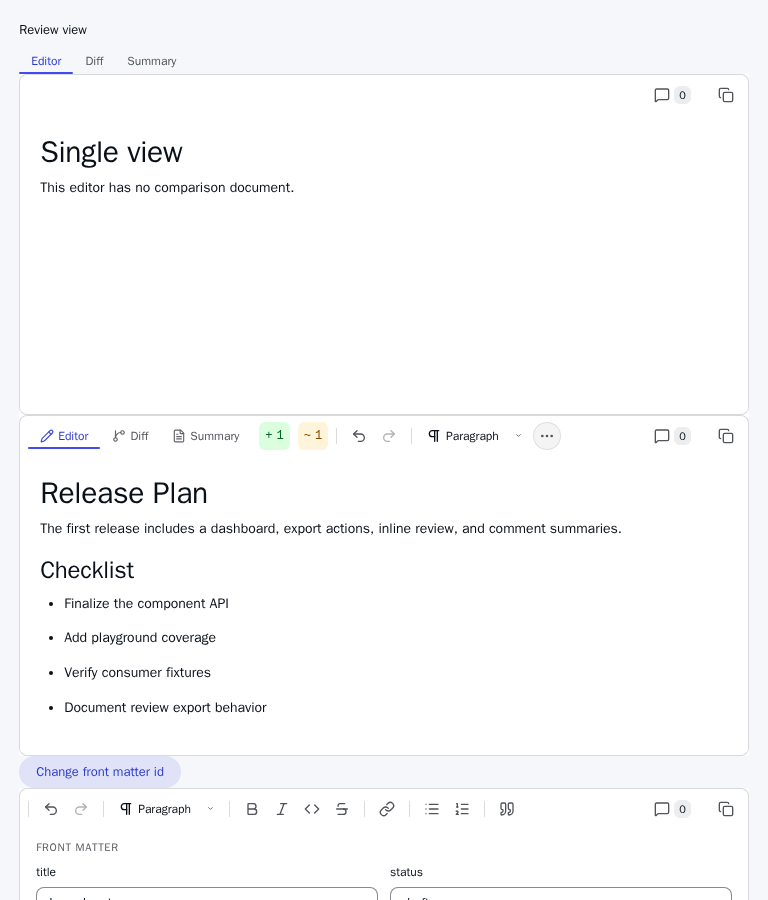 Review view
Editor Diff Summary
0
Single view
This editor has no comparison document.
Editor Diff Summary + 1 ~ 1 Paragraph 0
Release Plan
The first release includes a dashboard, export actions, inline review, and comment summaries.
Checklist
• Finalize the component API
• Add playground coverage
• Verify consumer fixtures
• Document review export behavior
Change front matter id
Paragraph 0
FRONT MATTER
title status